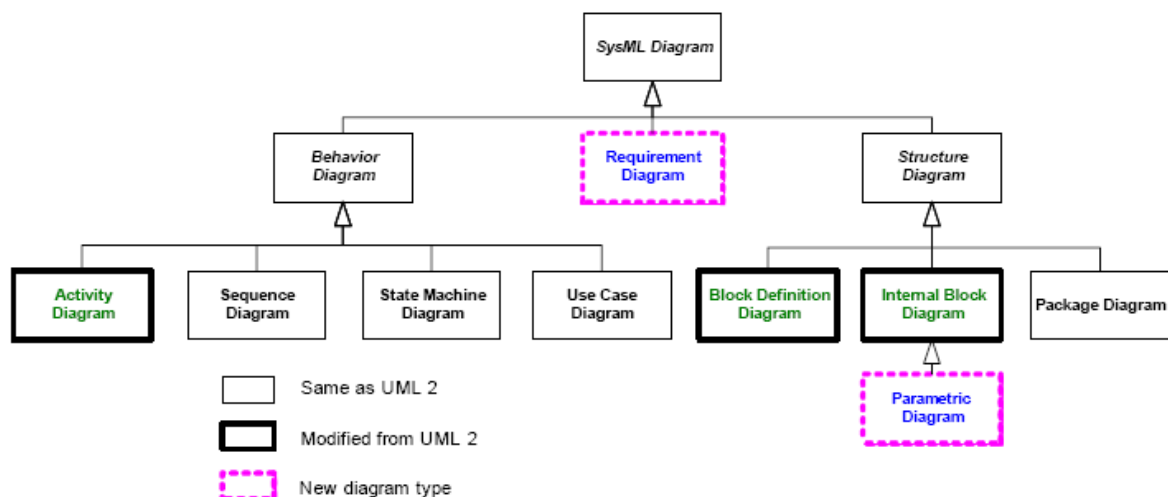 SysML Diagram
Behavior
Diagram
Requirement
Diagram
Structure
Diagram
Activity
Diagram
Sequence
Diagram
State Machine
Diagram
Use Case
Diagram
Block Definition
Diagram
Internal Block
Diagram
Package Diagram
Parametric
Diagram
Same as UML 2
Modified from UML 2
New diagram type